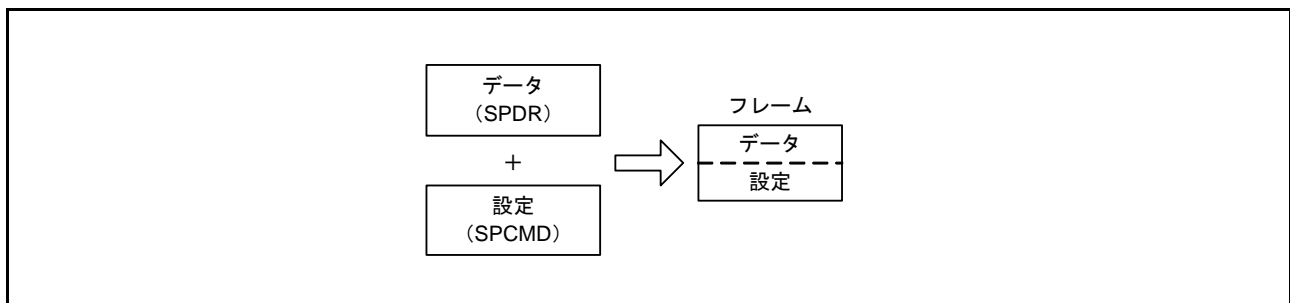 データ
（SPDR）
+
設定
（SPCMD）
フレーム
データ
設定